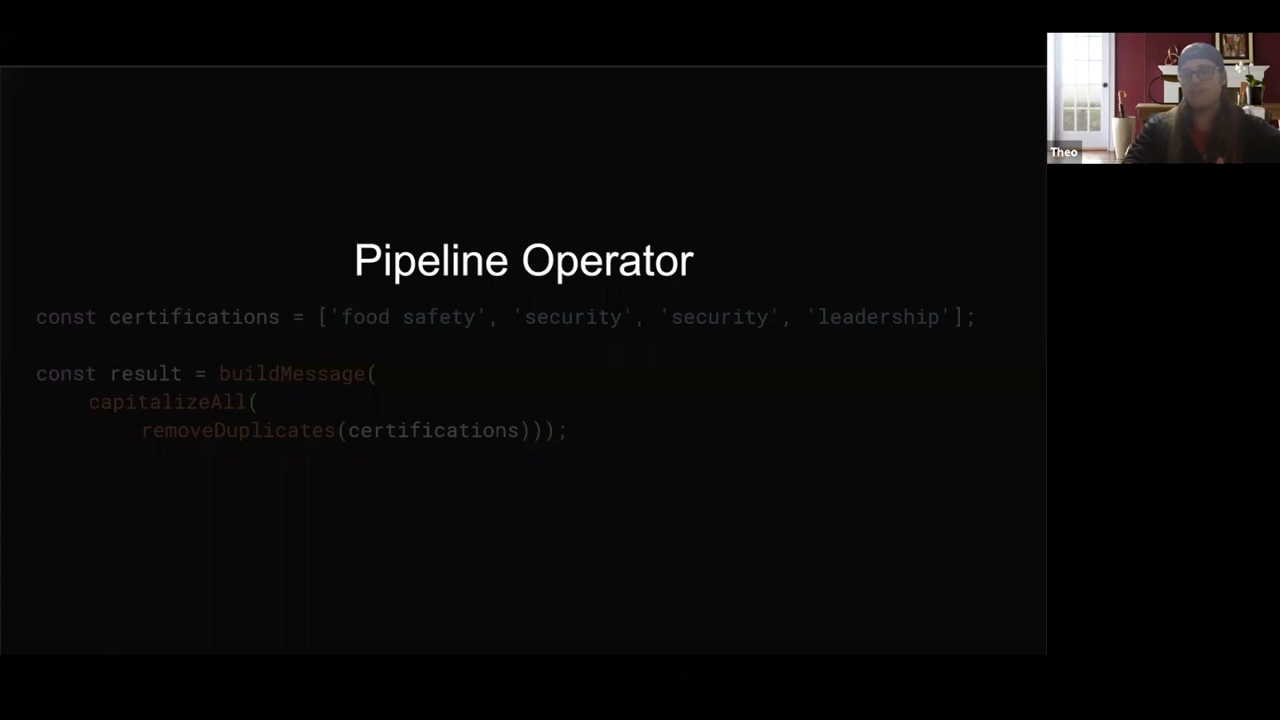 Pipeline Operator
const certifications = ['food safety', 'security', 'security', 'leadership'];
const result = buildMessage(
capitalizeAll(
removeDuplicates(certifications)));
Theo